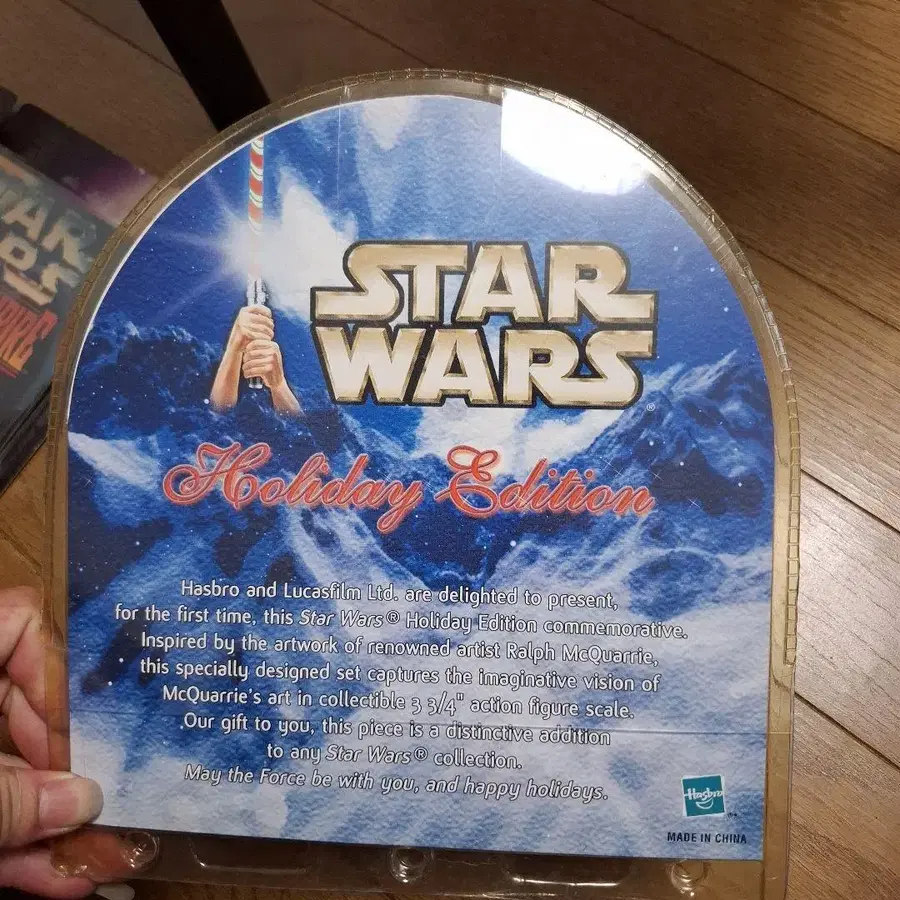 STAR
WARS
®
Holiday Edition
Hasbro and Lucasfilm Ltd. are delighted to present,
for the first time, this Star Wars® Holiday Edition commemorative.
Inspired by the artwork of renowned artist Ralph McQuarrie,
this specially designed set captures the imaginative vision of
McQuarrie's art in collectible 3 3/4" action figure scale.
Our gift to you, this piece is a distinctive addition
to any Star Wars® collection.
May the Force be with you, and happy holidays.
Hasbro
MADE IN CHINA